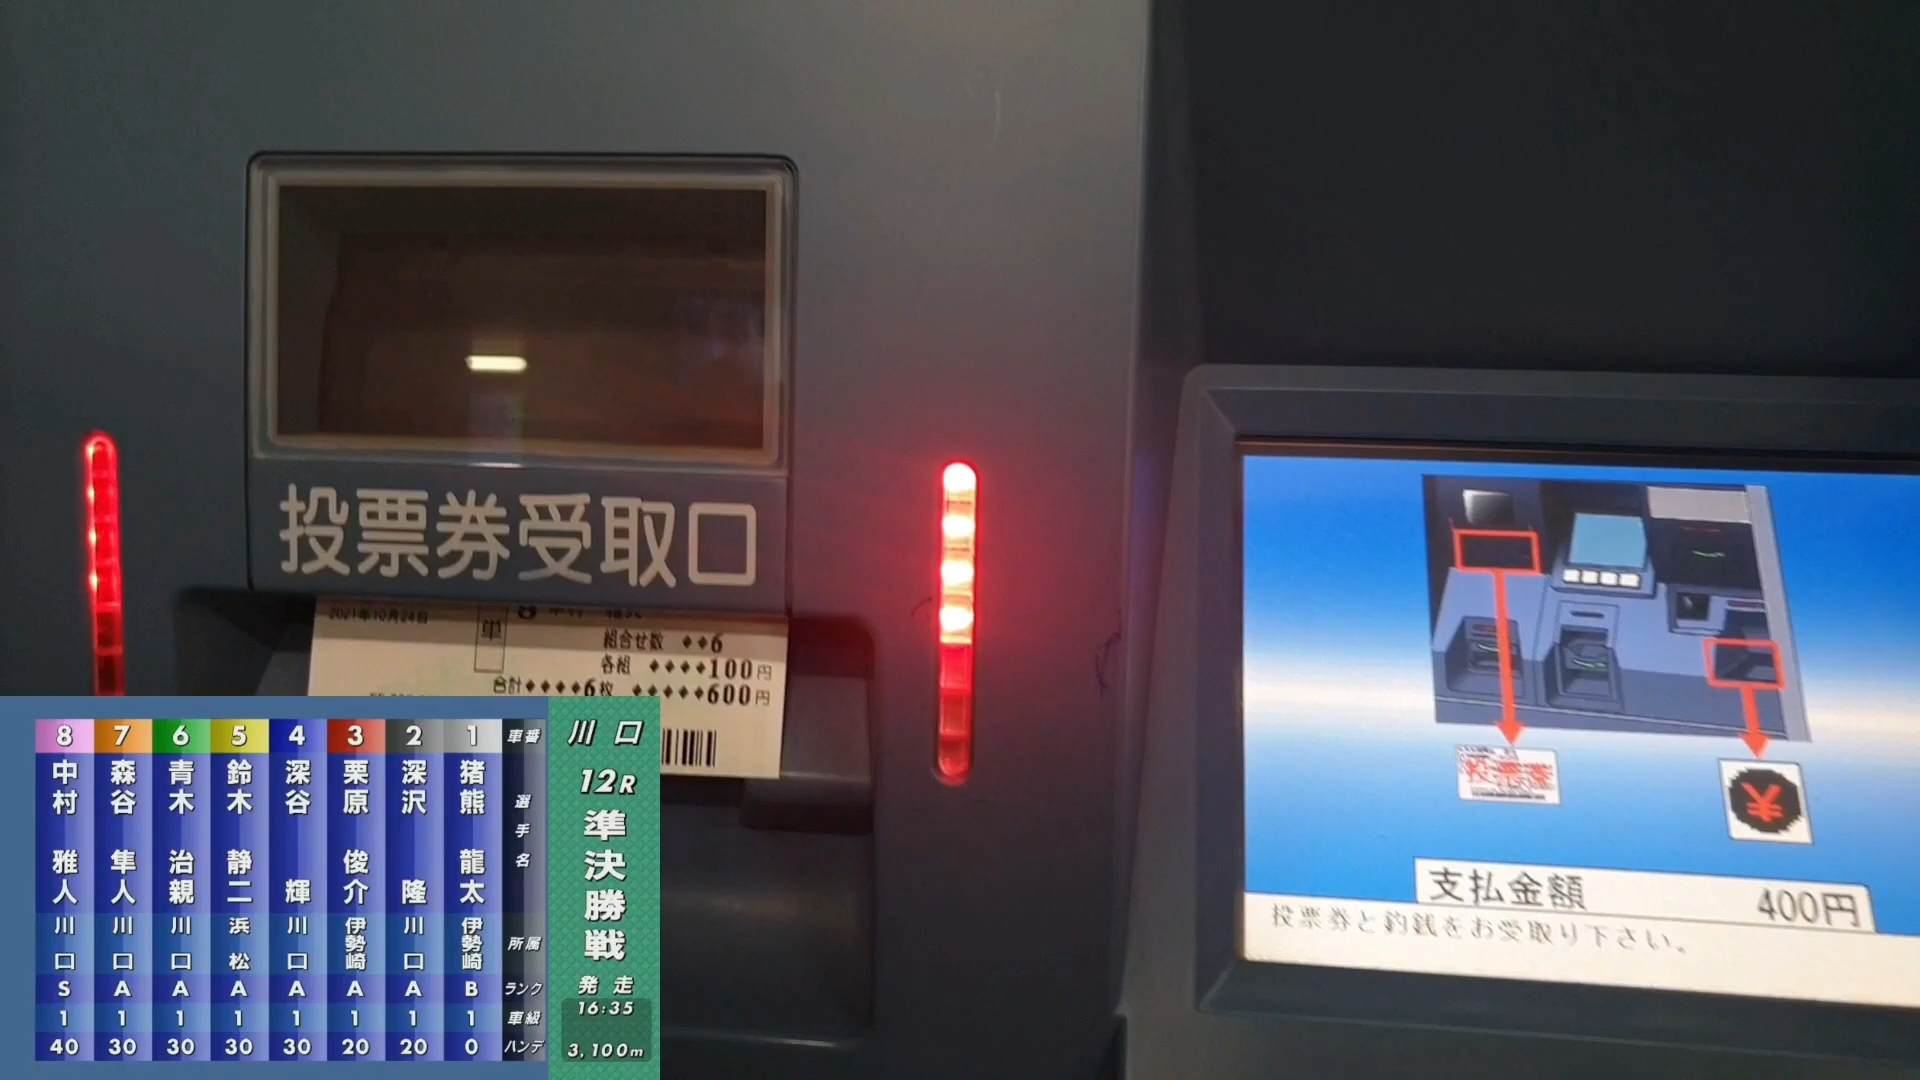 投票券受取口
2021年10月24日
単
8
組合せ数 ♦♦6
各組 ♦♦♦♦100円
合計♦♦♦♦6枚 ♦♦♦♦♦600円
投票券
¥
支払金額 400円
投票券と釣銭をお受取り下さい。
川口
12R
準決勝戦
発走
16:35
3,100m
車番 1 2 3 4 5 6 7 8
選手名 猪熊龍太 深沢隆 栗原俊介 深谷輝 鈴木静二 青木治親 森谷隼人 中村雅人
所属 伊勢崎 川口 伊勢崎 川口 浜松 川口 川口 川口
ランク B A A A A A A S
車級 1 1 1 1 1 1 1 1
ハンデ 0 20 20 30 30 30 30 40